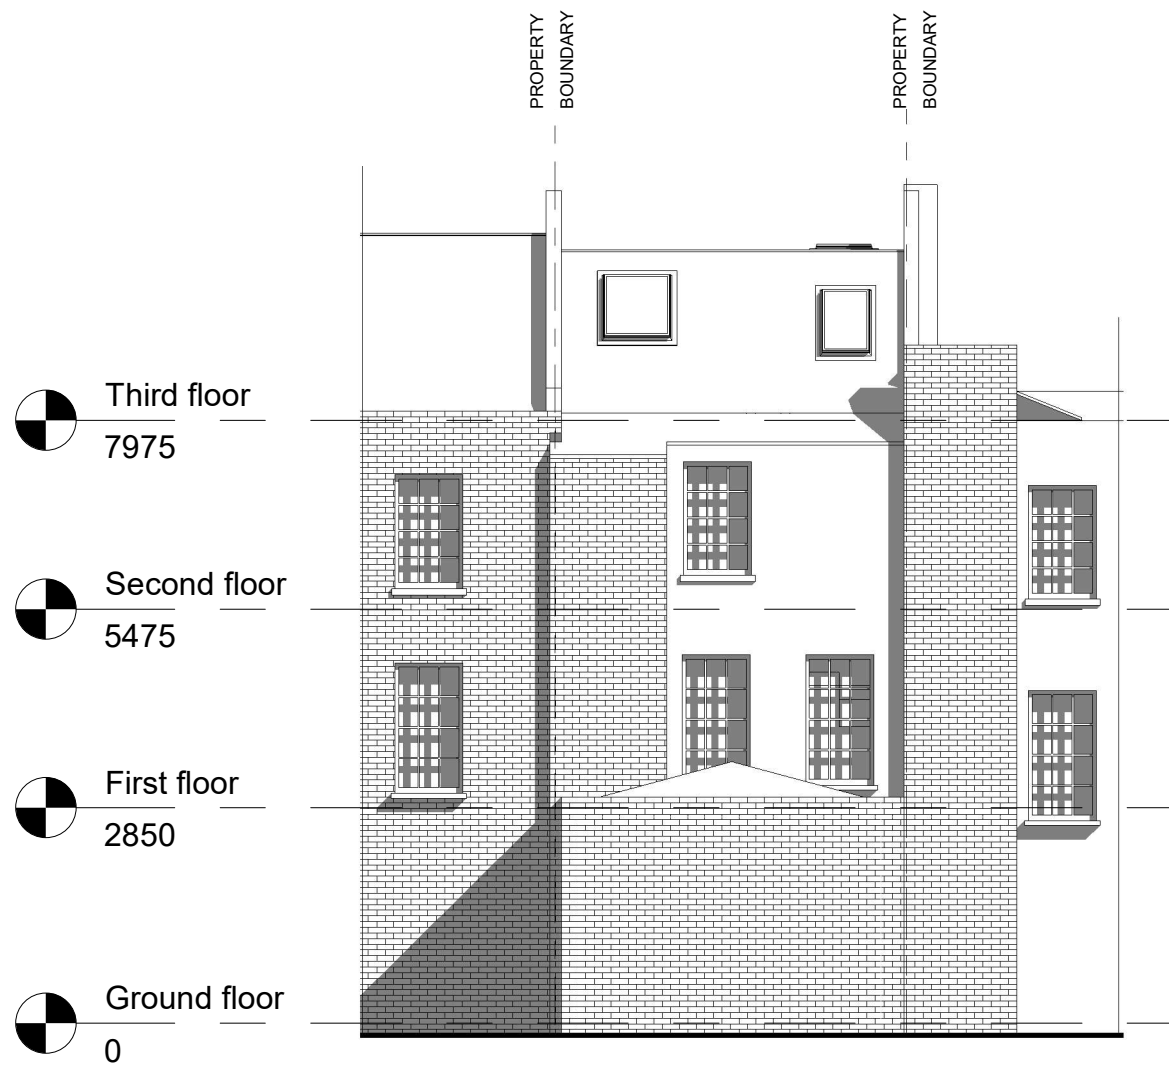 PROPERTY
BOUNDARY
PROPERTY
BOUNDARY
Third floor
7975
Second floor
5475
First floor
2850
Ground floor
0